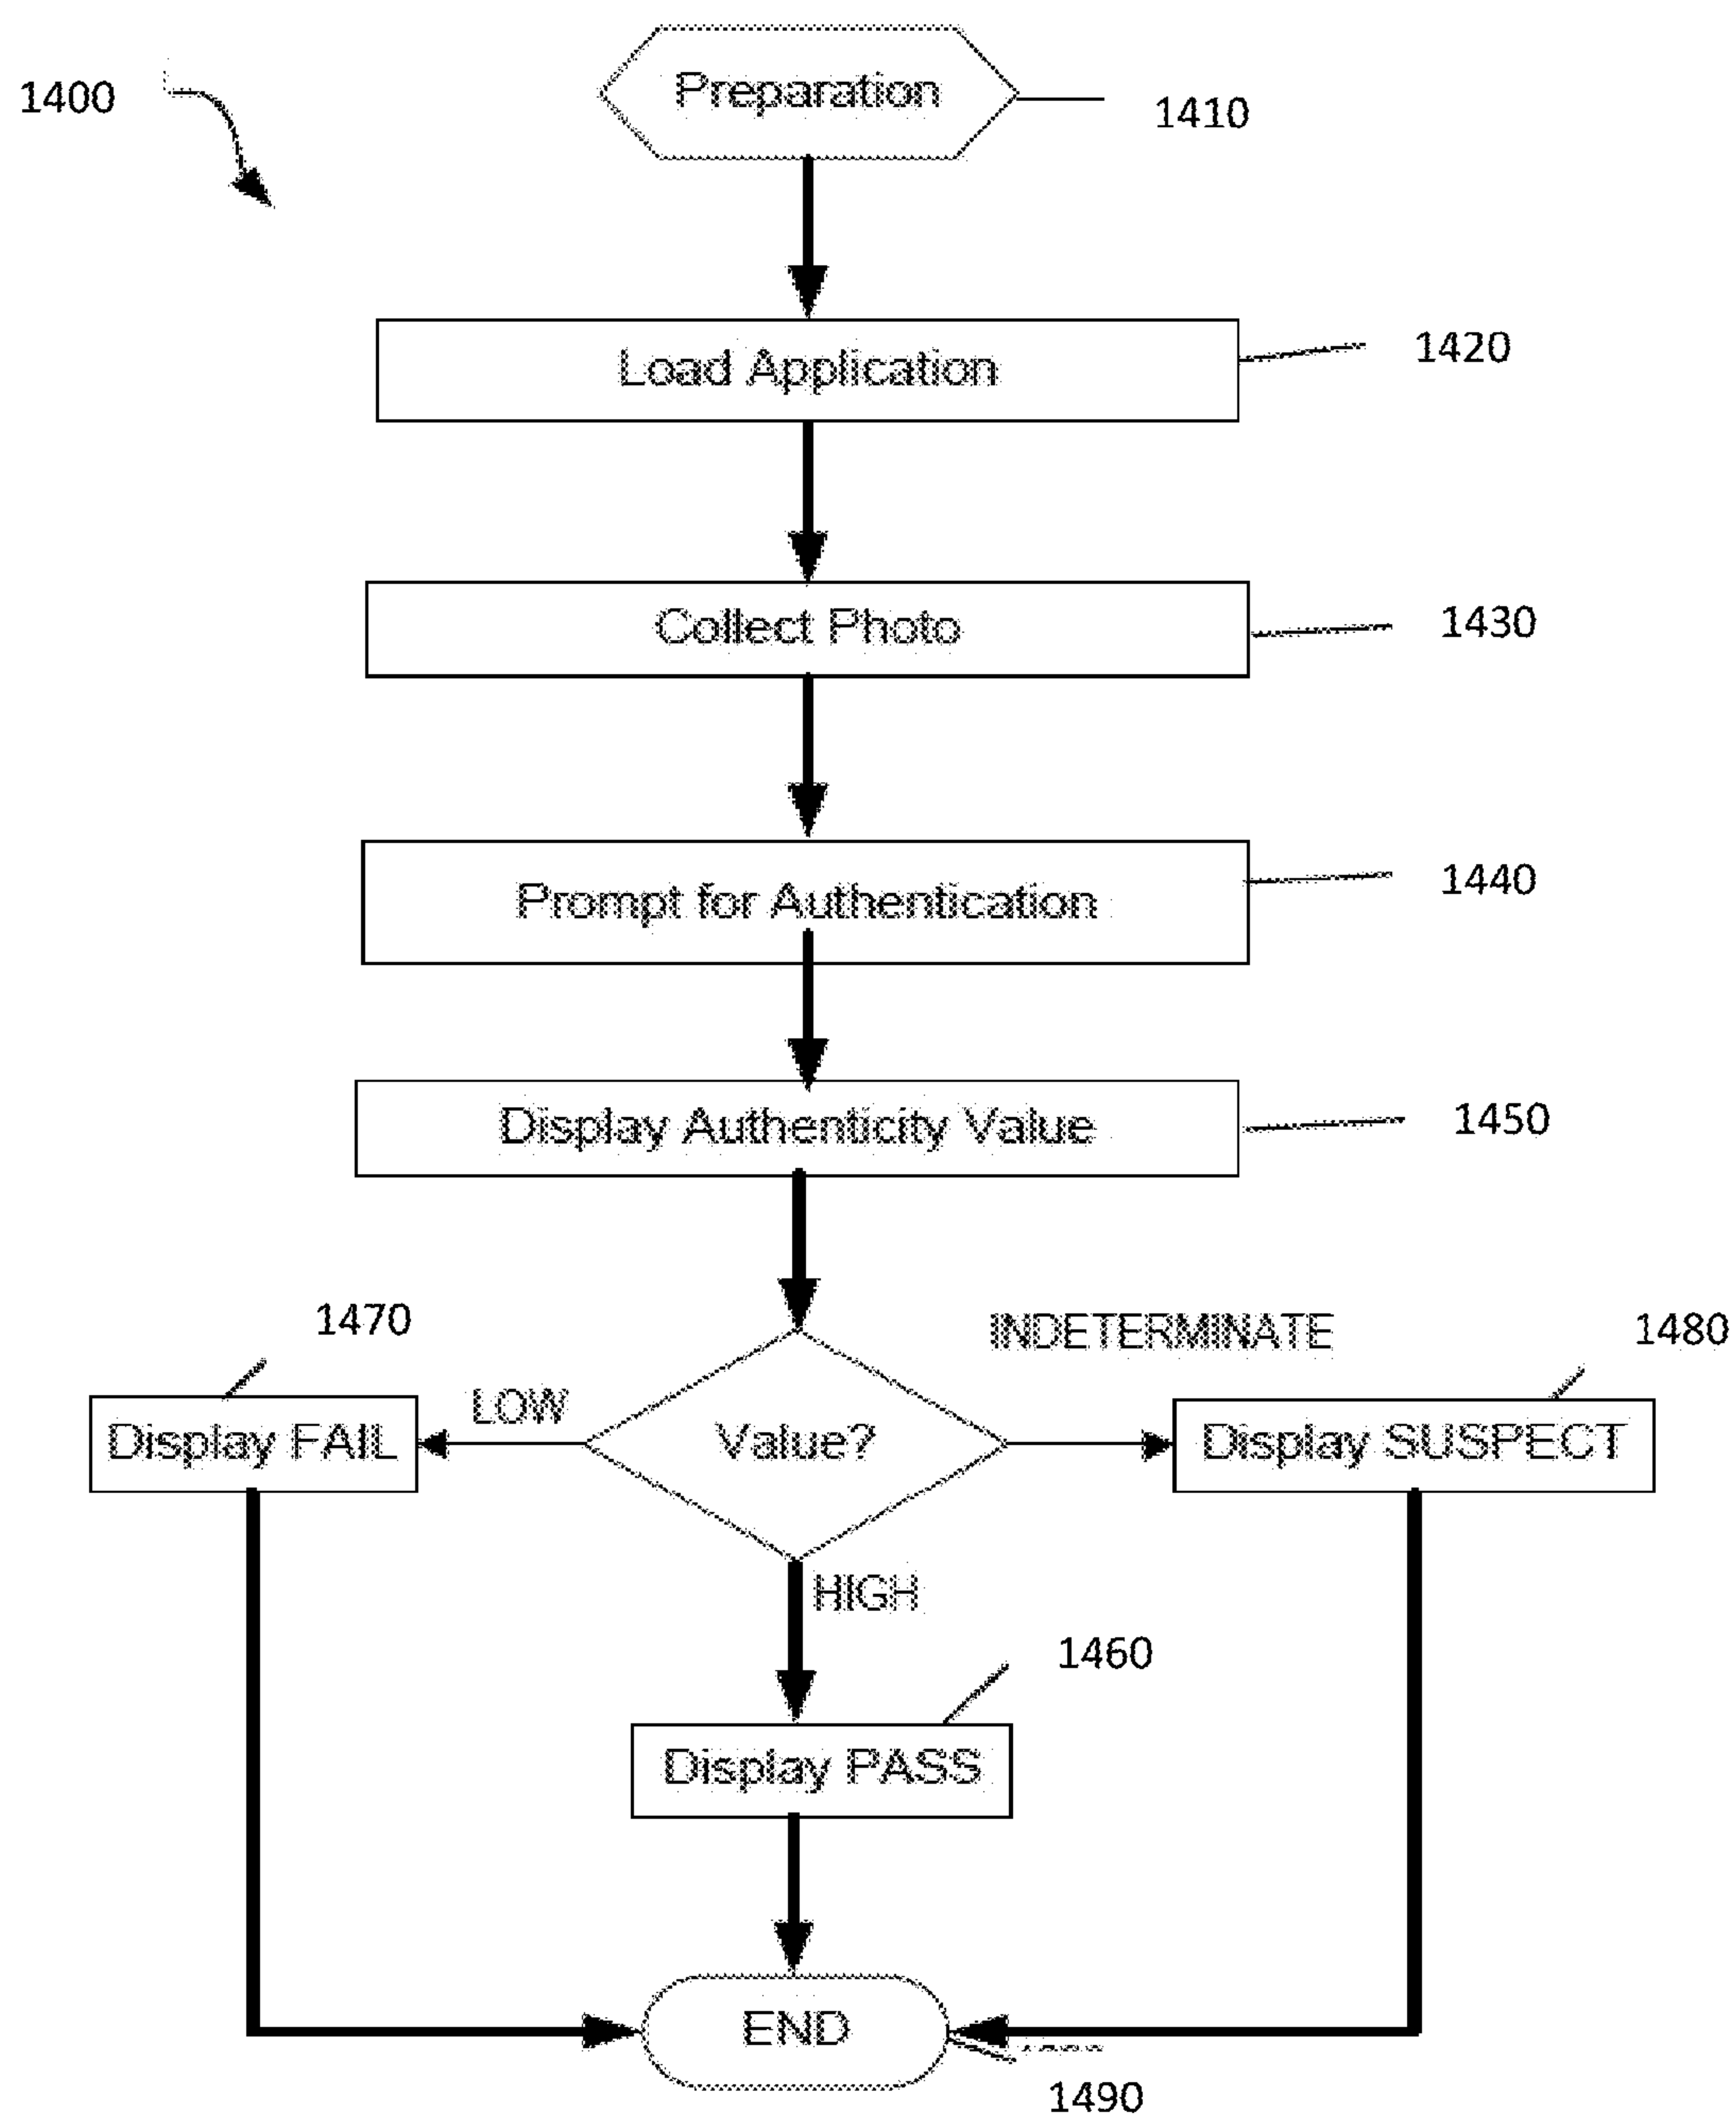 1400
Preparation
1410
Load Application
1420
Collect Photo
1430
Prompt for Authentication
1440
Display Authenticity Value
1450
1470
INDETERMINATE
1480
Display FAIL
LOW
Value?
Display SUSPECT
HIGH
1460
Display PASS
END
1490